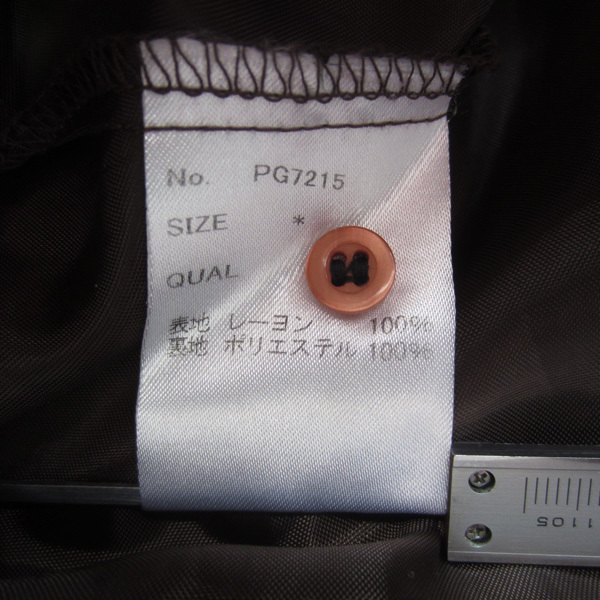 No. PG7215
SIZE *
QUAL
表地 レーヨン 100%
裏地 ポリエステル 100%
1105